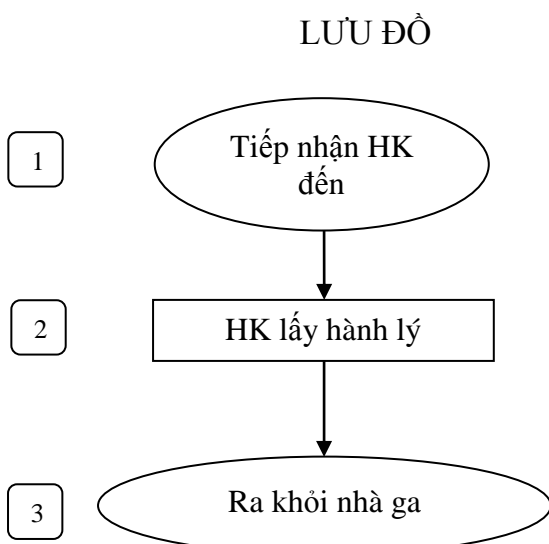 LƯU ĐỒ
1
Tiếp nhận HK
đến
2
HK lấy hành lý
3
Ra khỏi nhà ga